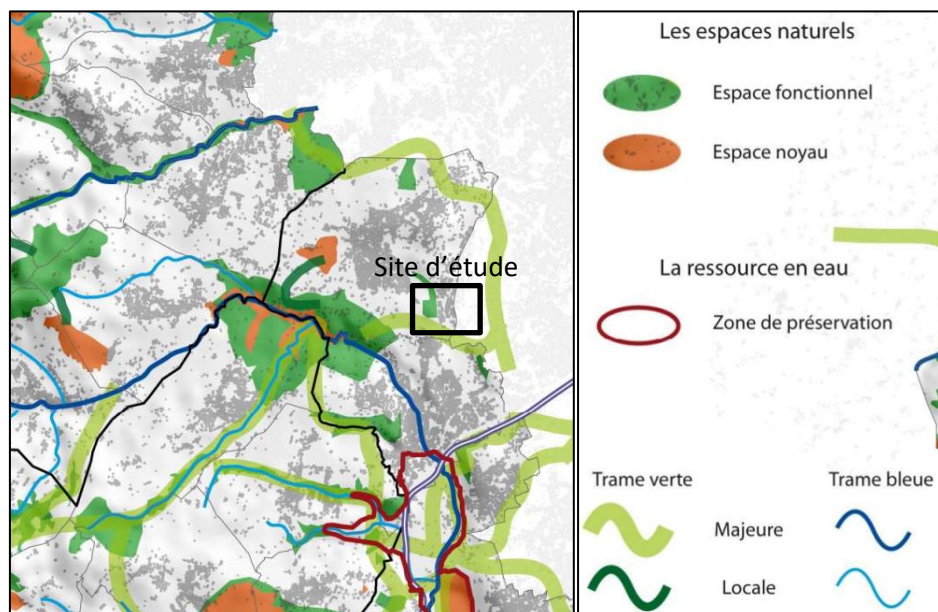 Site d'étude
Les espaces naturels
Espace fonctionnel
Espace noyau
La ressource en eau
Zone de préservation
Trame verte
Trame bleue
Majeure
Locale